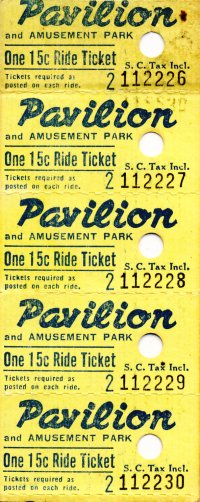 Pavilion
and AMUSEMENT PARK
One 15c Ride Ticket
S. C. Tax Incl.
Tickets required as
posted on each ride.
2 112226
Pavilion
and AMUSEMENT PARK
One 15c Ride Ticket
S. C. Tax Incl.
Tickets required as
posted on each ride.
2 112227
Pavilion
and AMUSEMENT PARK
One 15c Ride Ticket
S. C. Tax Incl.
Tickets required as
posted on each ride.
2 112228
Pavilion
and AMUSEMENT PARK
One 15c Ride Ticket
S. C. Tax Incl.
Tickets required as
posted on each ride.
2 112229
Pavilion
and AMUSEMENT PARK
One 15c Ride Ticket
S. C. Tax Incl.
Tickets required as
posted on each ride.
2 112230